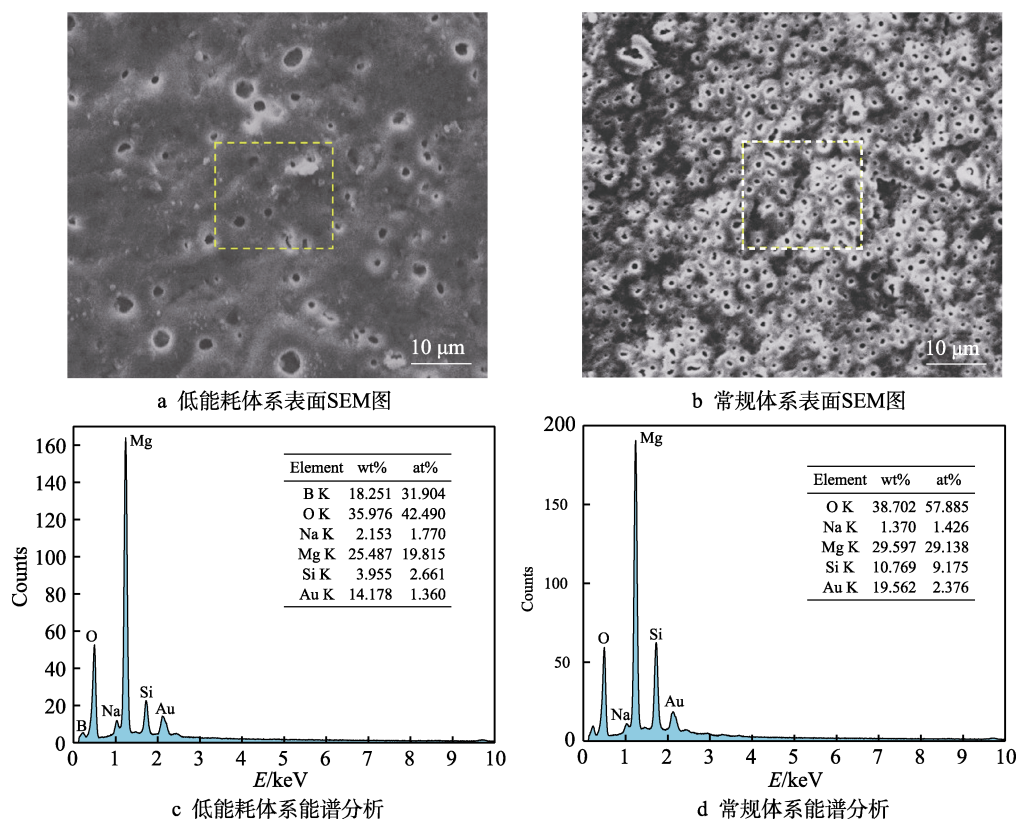 10 μm
10 μm
a 低能耗体系表面SEM图
b 常规体系表面SEM图
160
140
120
100
80
60
40
20
0
Counts
Mg
O
B
Na
Si
Au
Element wt% at%
B K 18.251 31.904
O K 35.976 42.490
Na K 2.153 1.770
Mg K 25.487 19.815
Si K 3.955 2.661
Au K 14.178 1.360
0 1 2 3 4 5 6 7 8 9 10
E/keV
c 低能耗体系能谱分析
200
150
100
50
0
Counts
Mg
O
Na
Si
Au
Element wt% at%
O K 38.702 57.885
Na K 1.370 1.426
Mg K 29.597 29.138
Si K 10.769 9.175
Au K 19.562 2.376
0 1 2 3 4 5 6 7 8 9 10
E/keV
d 常规体系能谱分析